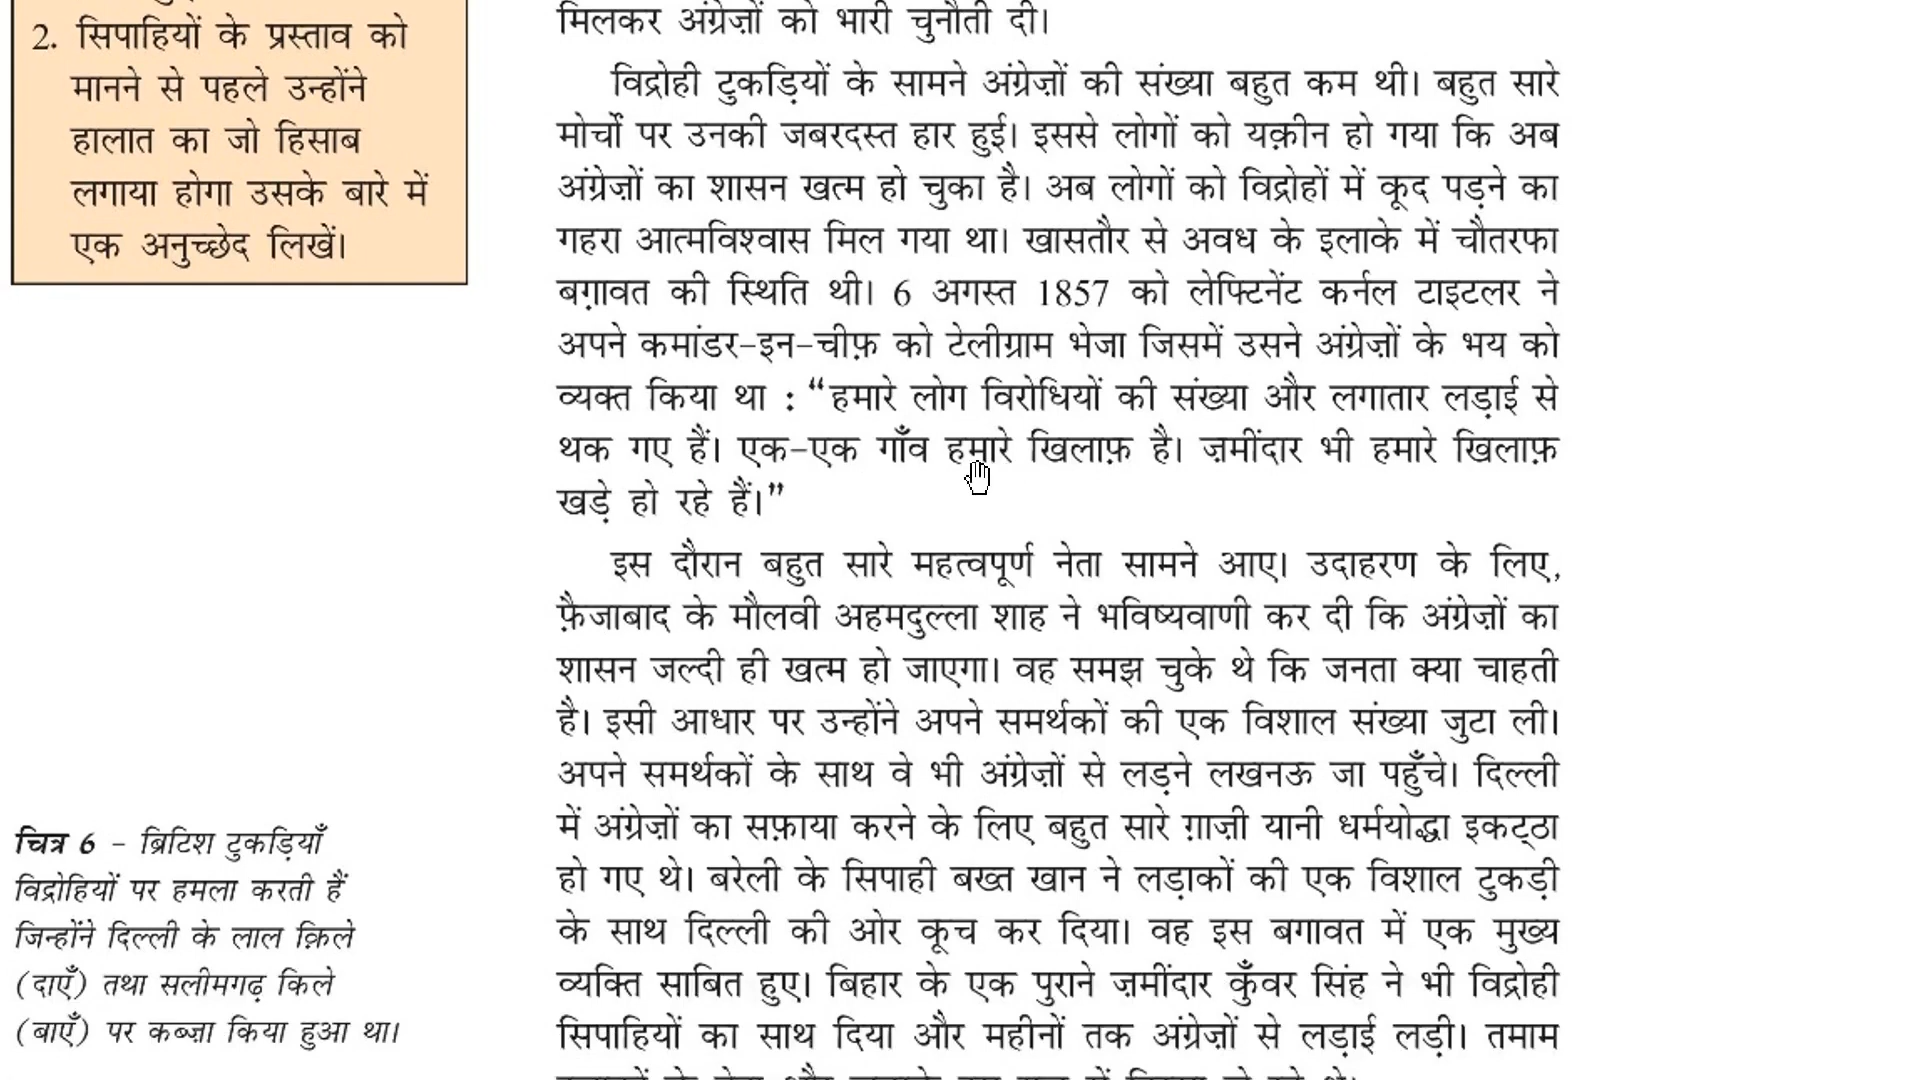 2. सिपाहियों के प्रस्ताव को
मानने से पहले उन्होंने
हालात का जो हिसाब
लगाया होगा उसके बारे में
एक अनुच्छेद लिखें।
मिलकर अंग्रेज़ों को भारी चुनौती दी।
विद्रोही टुकड़ियों के सामने अंग्रेज़ों की संख्या बहुत कम थी। बहुत सारे
मोर्चों पर उनकी जबरदस्त हार हुई। इससे लोगों को यक़ीन हो गया कि अब
अंग्रेज़ों का शासन खत्म हो चुका है। अब लोगों को विद्रोहों में कूद पड़ने का
गहरा आत्मविश्वास मिल गया था। खासतौर से अवध के इलाके में चौतरफा
बग़ावत की स्थिति थी। 6 अगस्त 1857 को लेफ्टिनेंट कर्नल टाइटलर ने
अपने कमांडर-इन-चीफ़ को टेलीग्राम भेजा जिसमें उसने अंग्रेज़ों के भय को
व्यक्त किया था : “हमारे लोग विरोधियों की संख्या और लगातार लड़ाई से
थक गए हैं। एक-एक गाँव हमारे खिलाफ़ है। ज़मींदार भी हमारे खिलाफ़
खड़े हो रहे हैं।”
इस दौरान बहुत सारे महत्वपूर्ण नेता सामने आए। उदाहरण के लिए,
फ़ैजाबाद के मौलवी अहमदुल्ला शाह ने भविष्यवाणी कर दी कि अंग्रेज़ों का
शासन जल्दी ही खत्म हो जाएगा। वह समझ चुके थे कि जनता क्या चाहती
है। इसी आधार पर उन्होंने अपने समर्थकों की एक विशाल संख्या जुटा ली।
अपने समर्थकों के साथ वे भी अंग्रेज़ों से लड़ने लखनऊ जा पहुँचे। दिल्ली
में अंग्रेज़ों का सफ़ाया करने के लिए बहुत सारे ग़ाज़ी यानी धर्मयोद्धा इकट्ठा
हो गए थे। बरेली के सिपाही बख्त खान ने लड़ाकों की एक विशाल टुकड़ी
के साथ दिल्ली की ओर कूच कर दिया। वह इस बगावत में एक मुख्य
व्यक्ति साबित हुए। बिहार के एक पुराने ज़मींदार कुँवर सिंह ने भी विद्रोही
सिपाहियों का साथ दिया और महीनों तक अंग्रेज़ों से लड़ाई लड़ी। तमाम
चित्र 6 - ब्रिटिश टुकड़ियाँ
विद्रोहियों पर हमला करती हैं
जिन्होंने दिल्ली के लाल क़िले
(दाएँ) तथा सलीमगढ़ किले
(बाएँ) पर कब्ज़ा किया हुआ था।